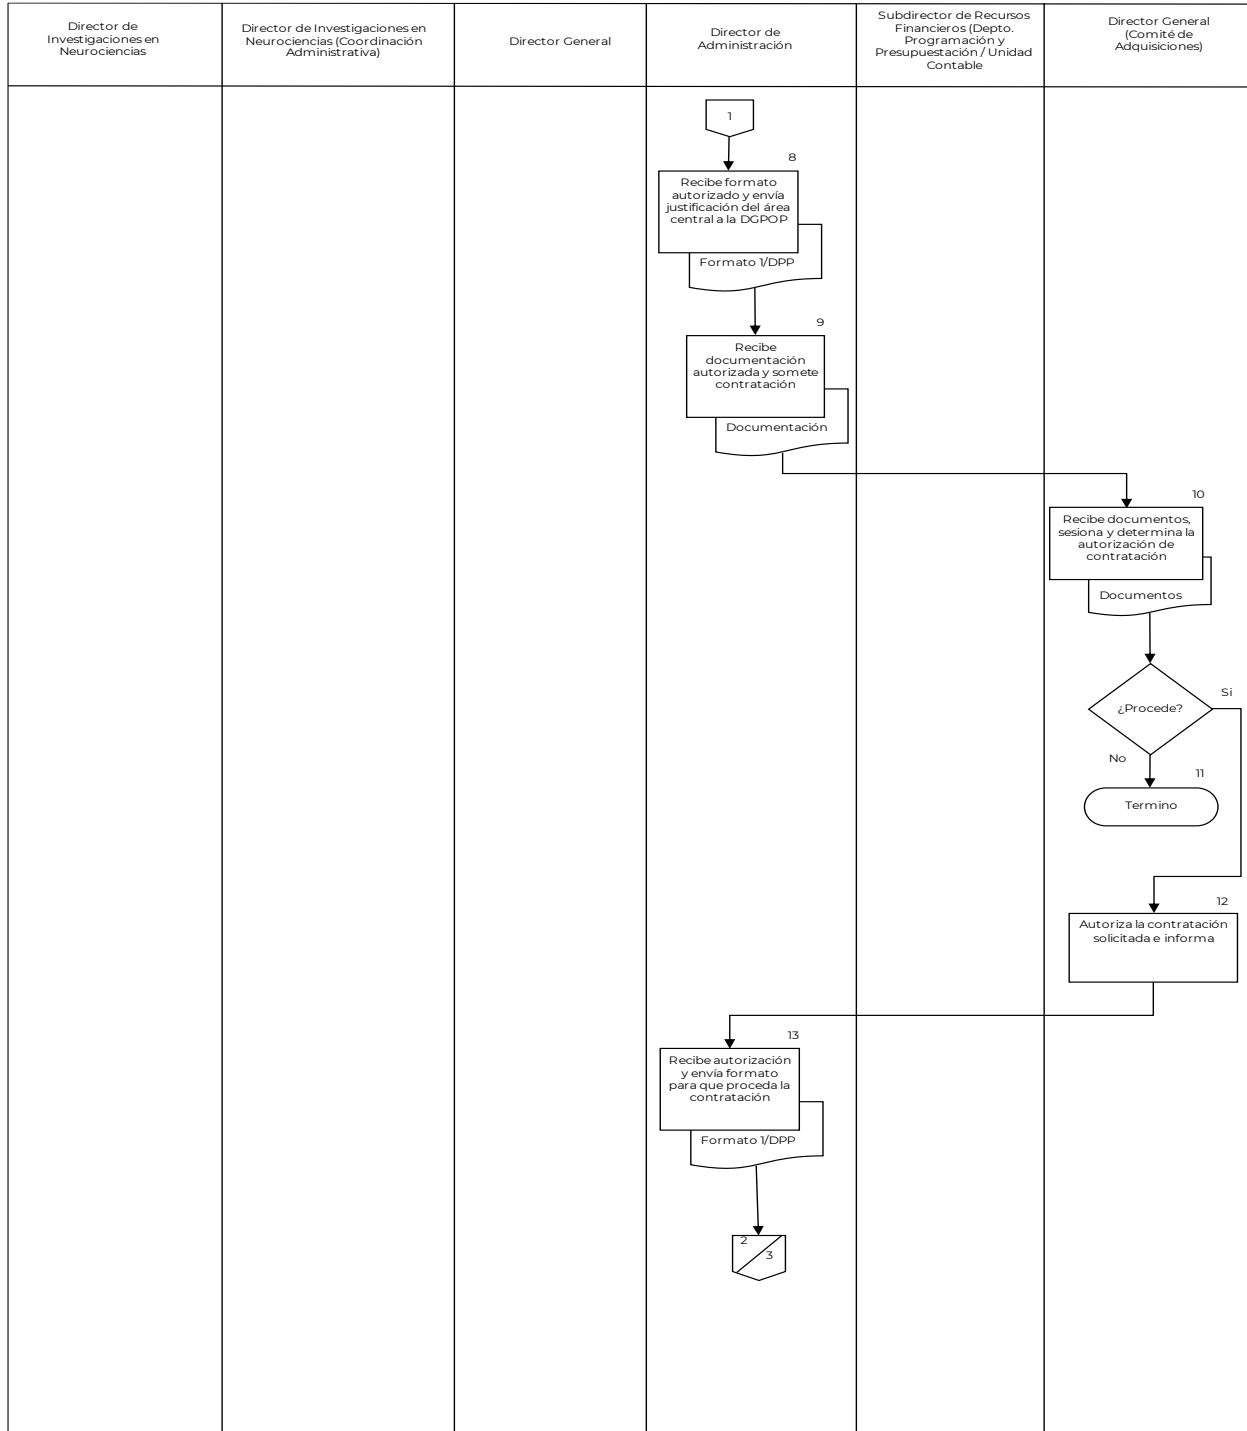 Director de
Investigaciones en
Neurociencias
Director de Investigaciones en
Neurociencias (Coordinación
Administrativa)
Director General
Director de
Administración
Subdirector de Recursos
Financieros (Depto.
Programación y
Presupuestación / Unidad
Contable
Director General
(Comité de
Adquisiciones)
1
8
Recibe formato
autorizado y envía
justificación del área
central a la DGPOP
Formato 1/DPP
9
Recibe
documentación
autorizada y somete
contratación
Documentación
10
Recibe documentos,
sesiona y determina la
autorización de
contratación
Documentos
¿Procede?
Si
No
11
Termino
12
Autoriza la contratación
solicitada e informa
13
Recibe autorización
y envía formato
para que proceda la
contratación
Formato 1/DPP
2
3